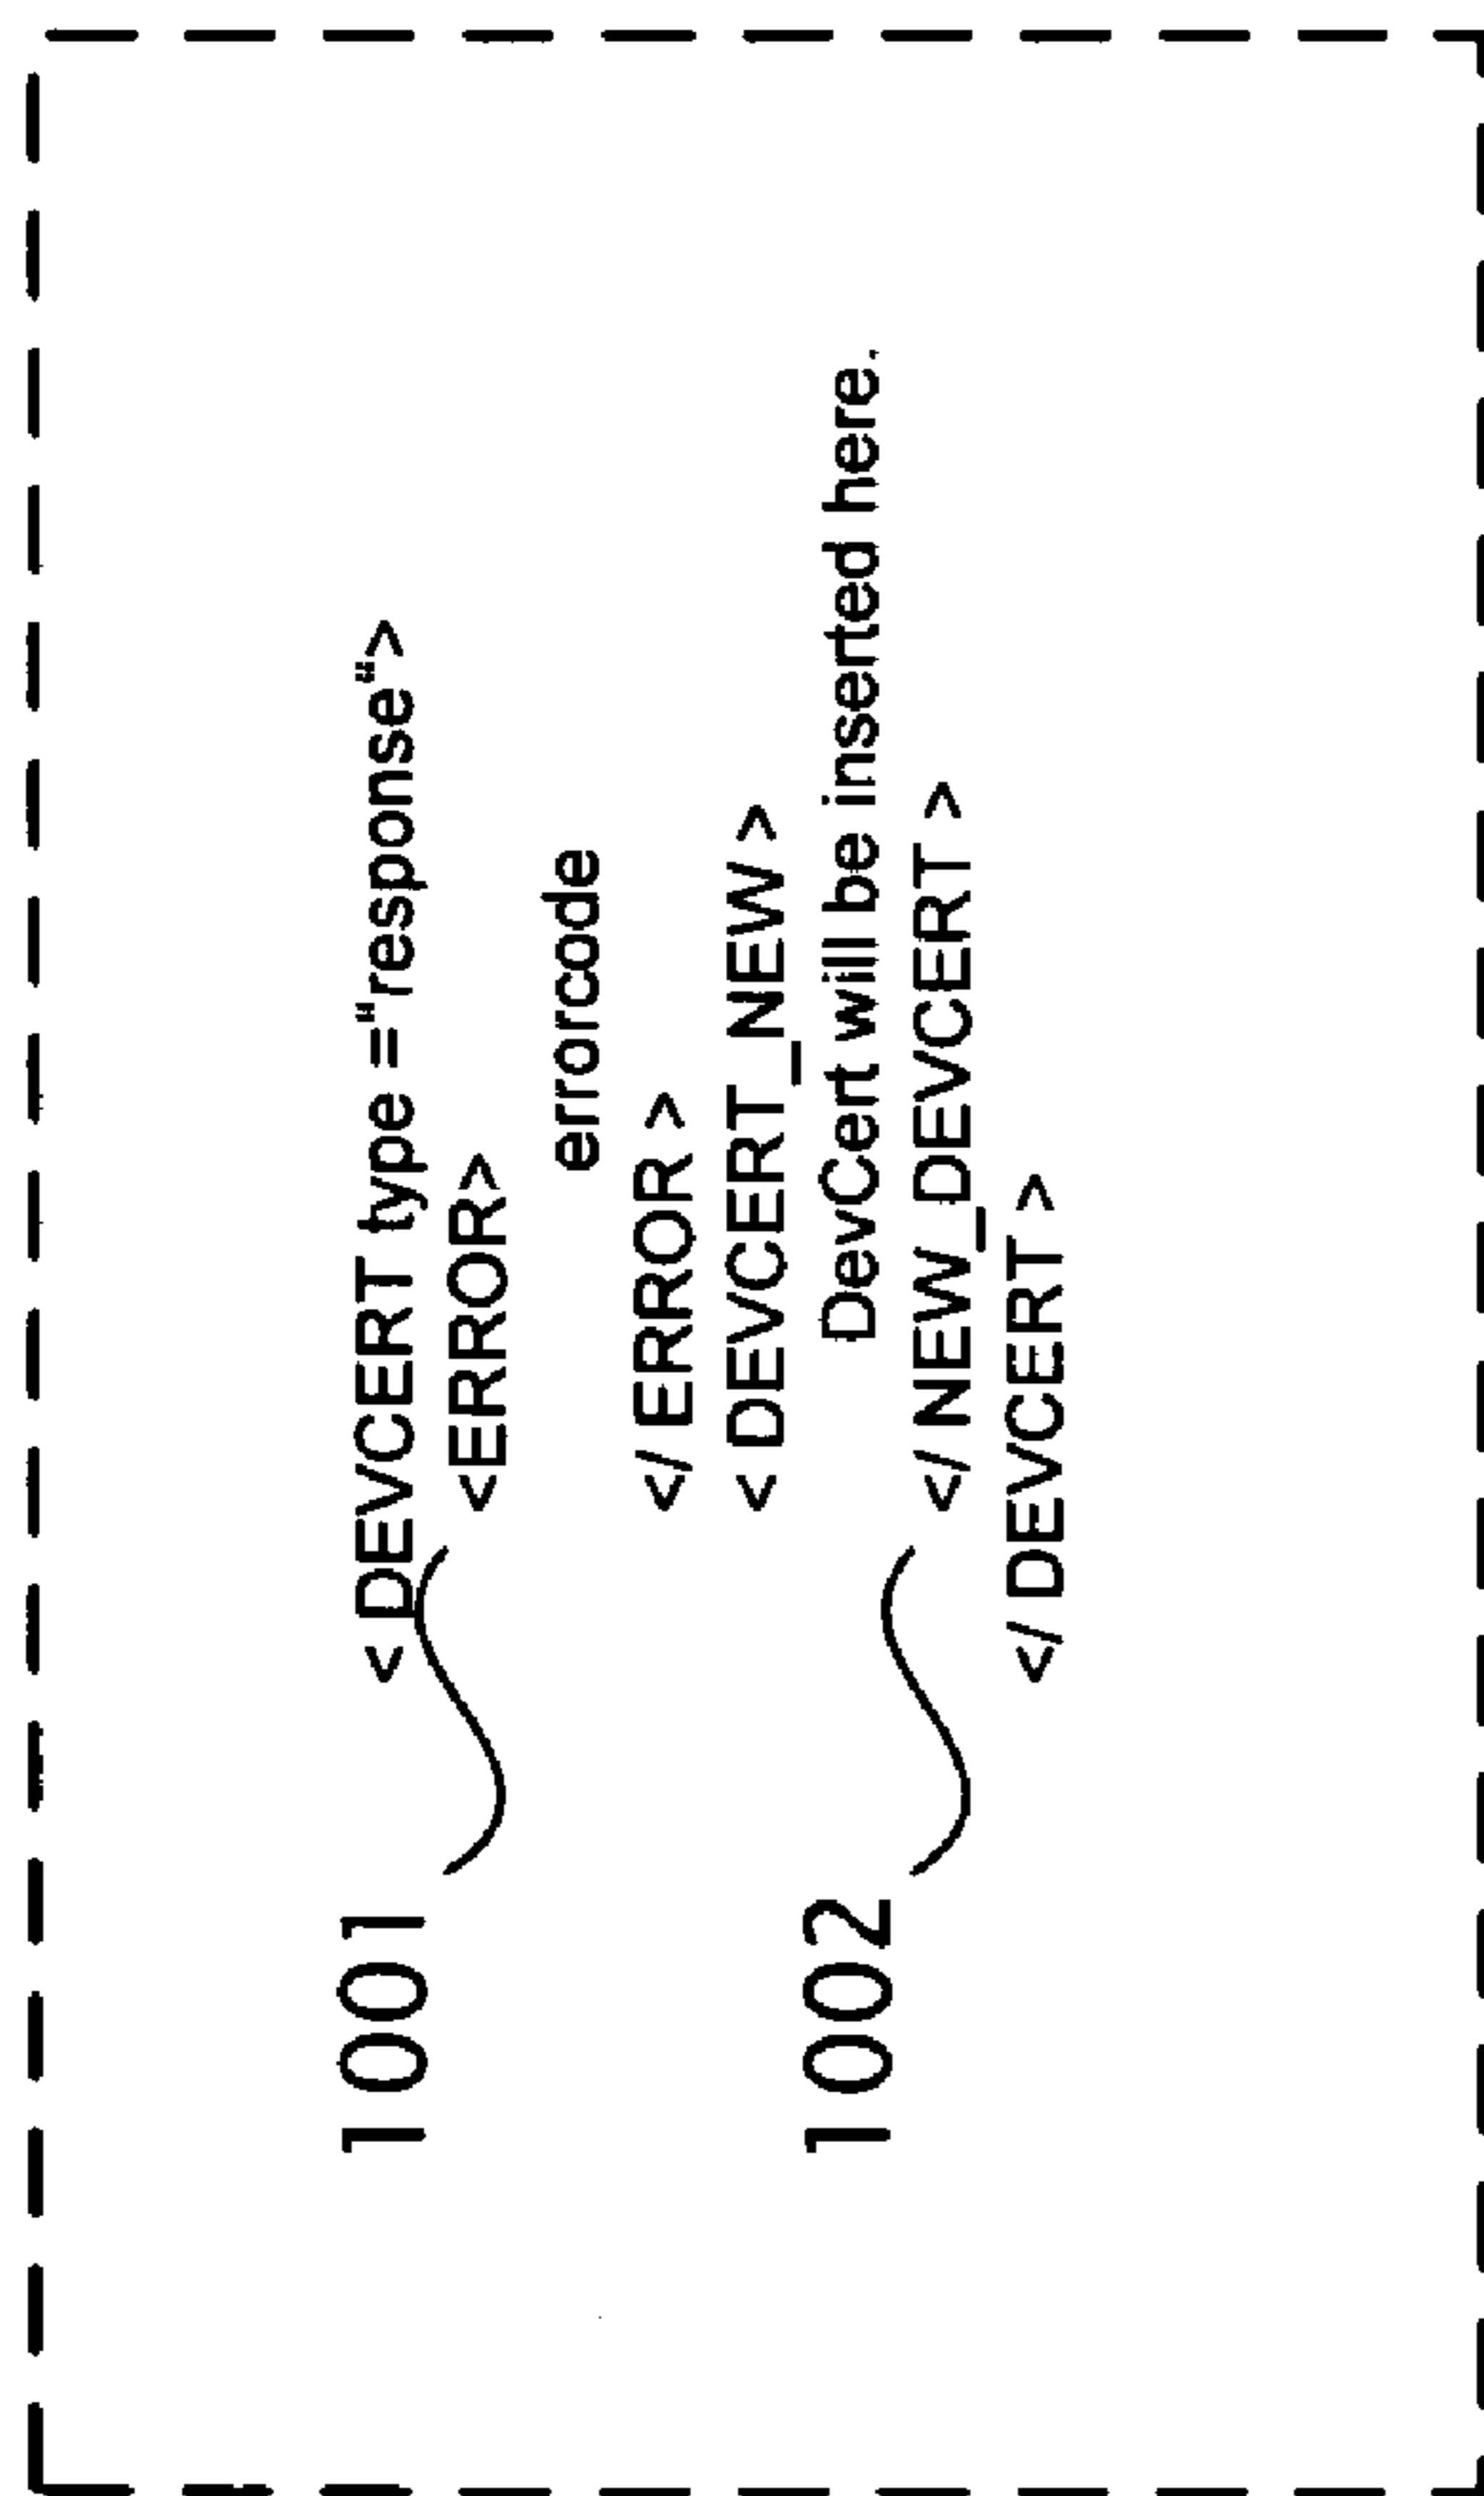 < DEVCERT type ="response">
1001 <ERROR>
errorcode
</ ERROR >
< DEVCERT_NEW >
1002 Devcert will be inserted here.
</ NEW_DEVCERT >
</ DEVCERT >